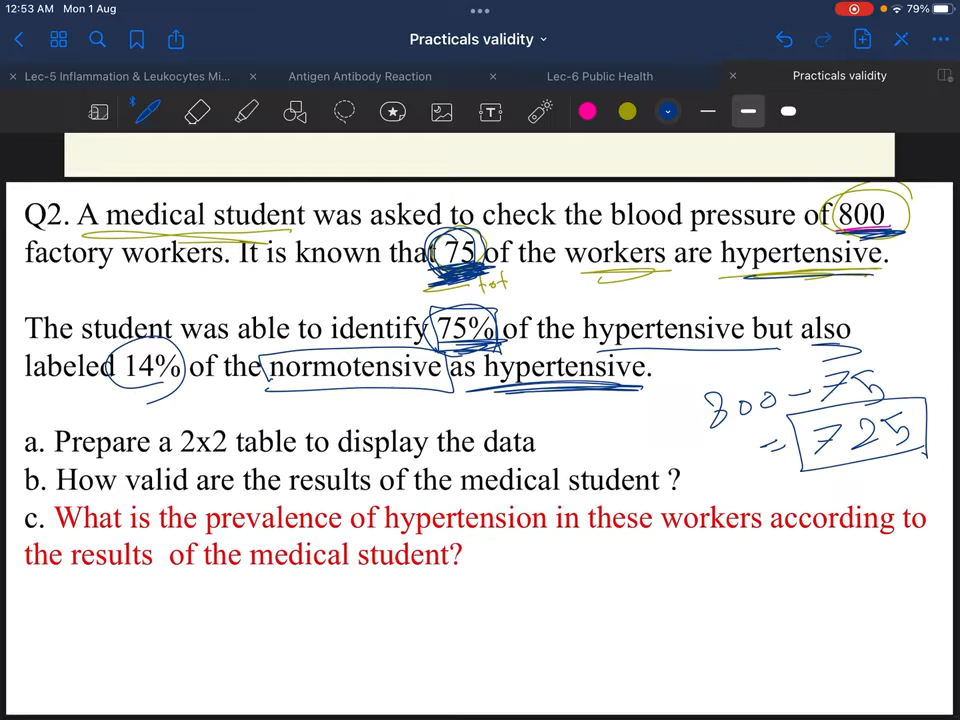 12:53 AM Mon 1 Aug 79%
Practicals validity
Lec-5 Inflammation & Leukocytes Mi... Antigen Antibody Reaction Lec-6 Public Health Practicals validity
Q2. A medical student was asked to check the blood pressure of 800
factory workers. It is known that 75 of the workers are hypertensive.
tot
The student was able to identify 75% of the hypertensive but also
labeled 14% of the normotensive as hypertensive.
800 - 75
= 725
a. Prepare a 2x2 table to display the data
b. How valid are the results of the medical student ?
c. What is the prevalence of hypertension in these workers according to
the results of the medical student?